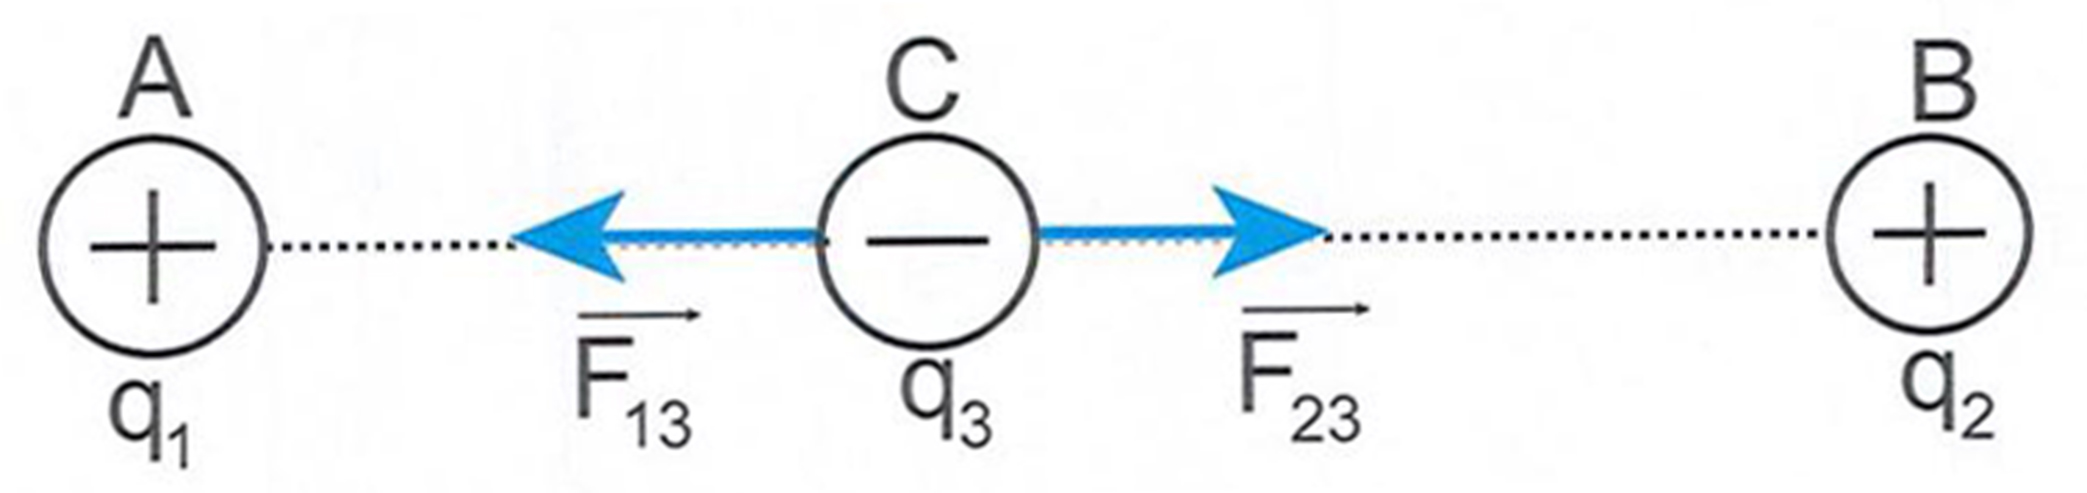 A C B
+ − +
F₁₃ F₂₃
q₁ q₃ q₂